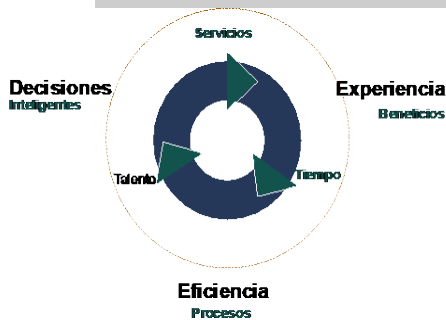 Servicios
Decisiones
Inteligentes
Experiencia
Beneficios
Talento
Tiempo
Eficiencia
Procesos